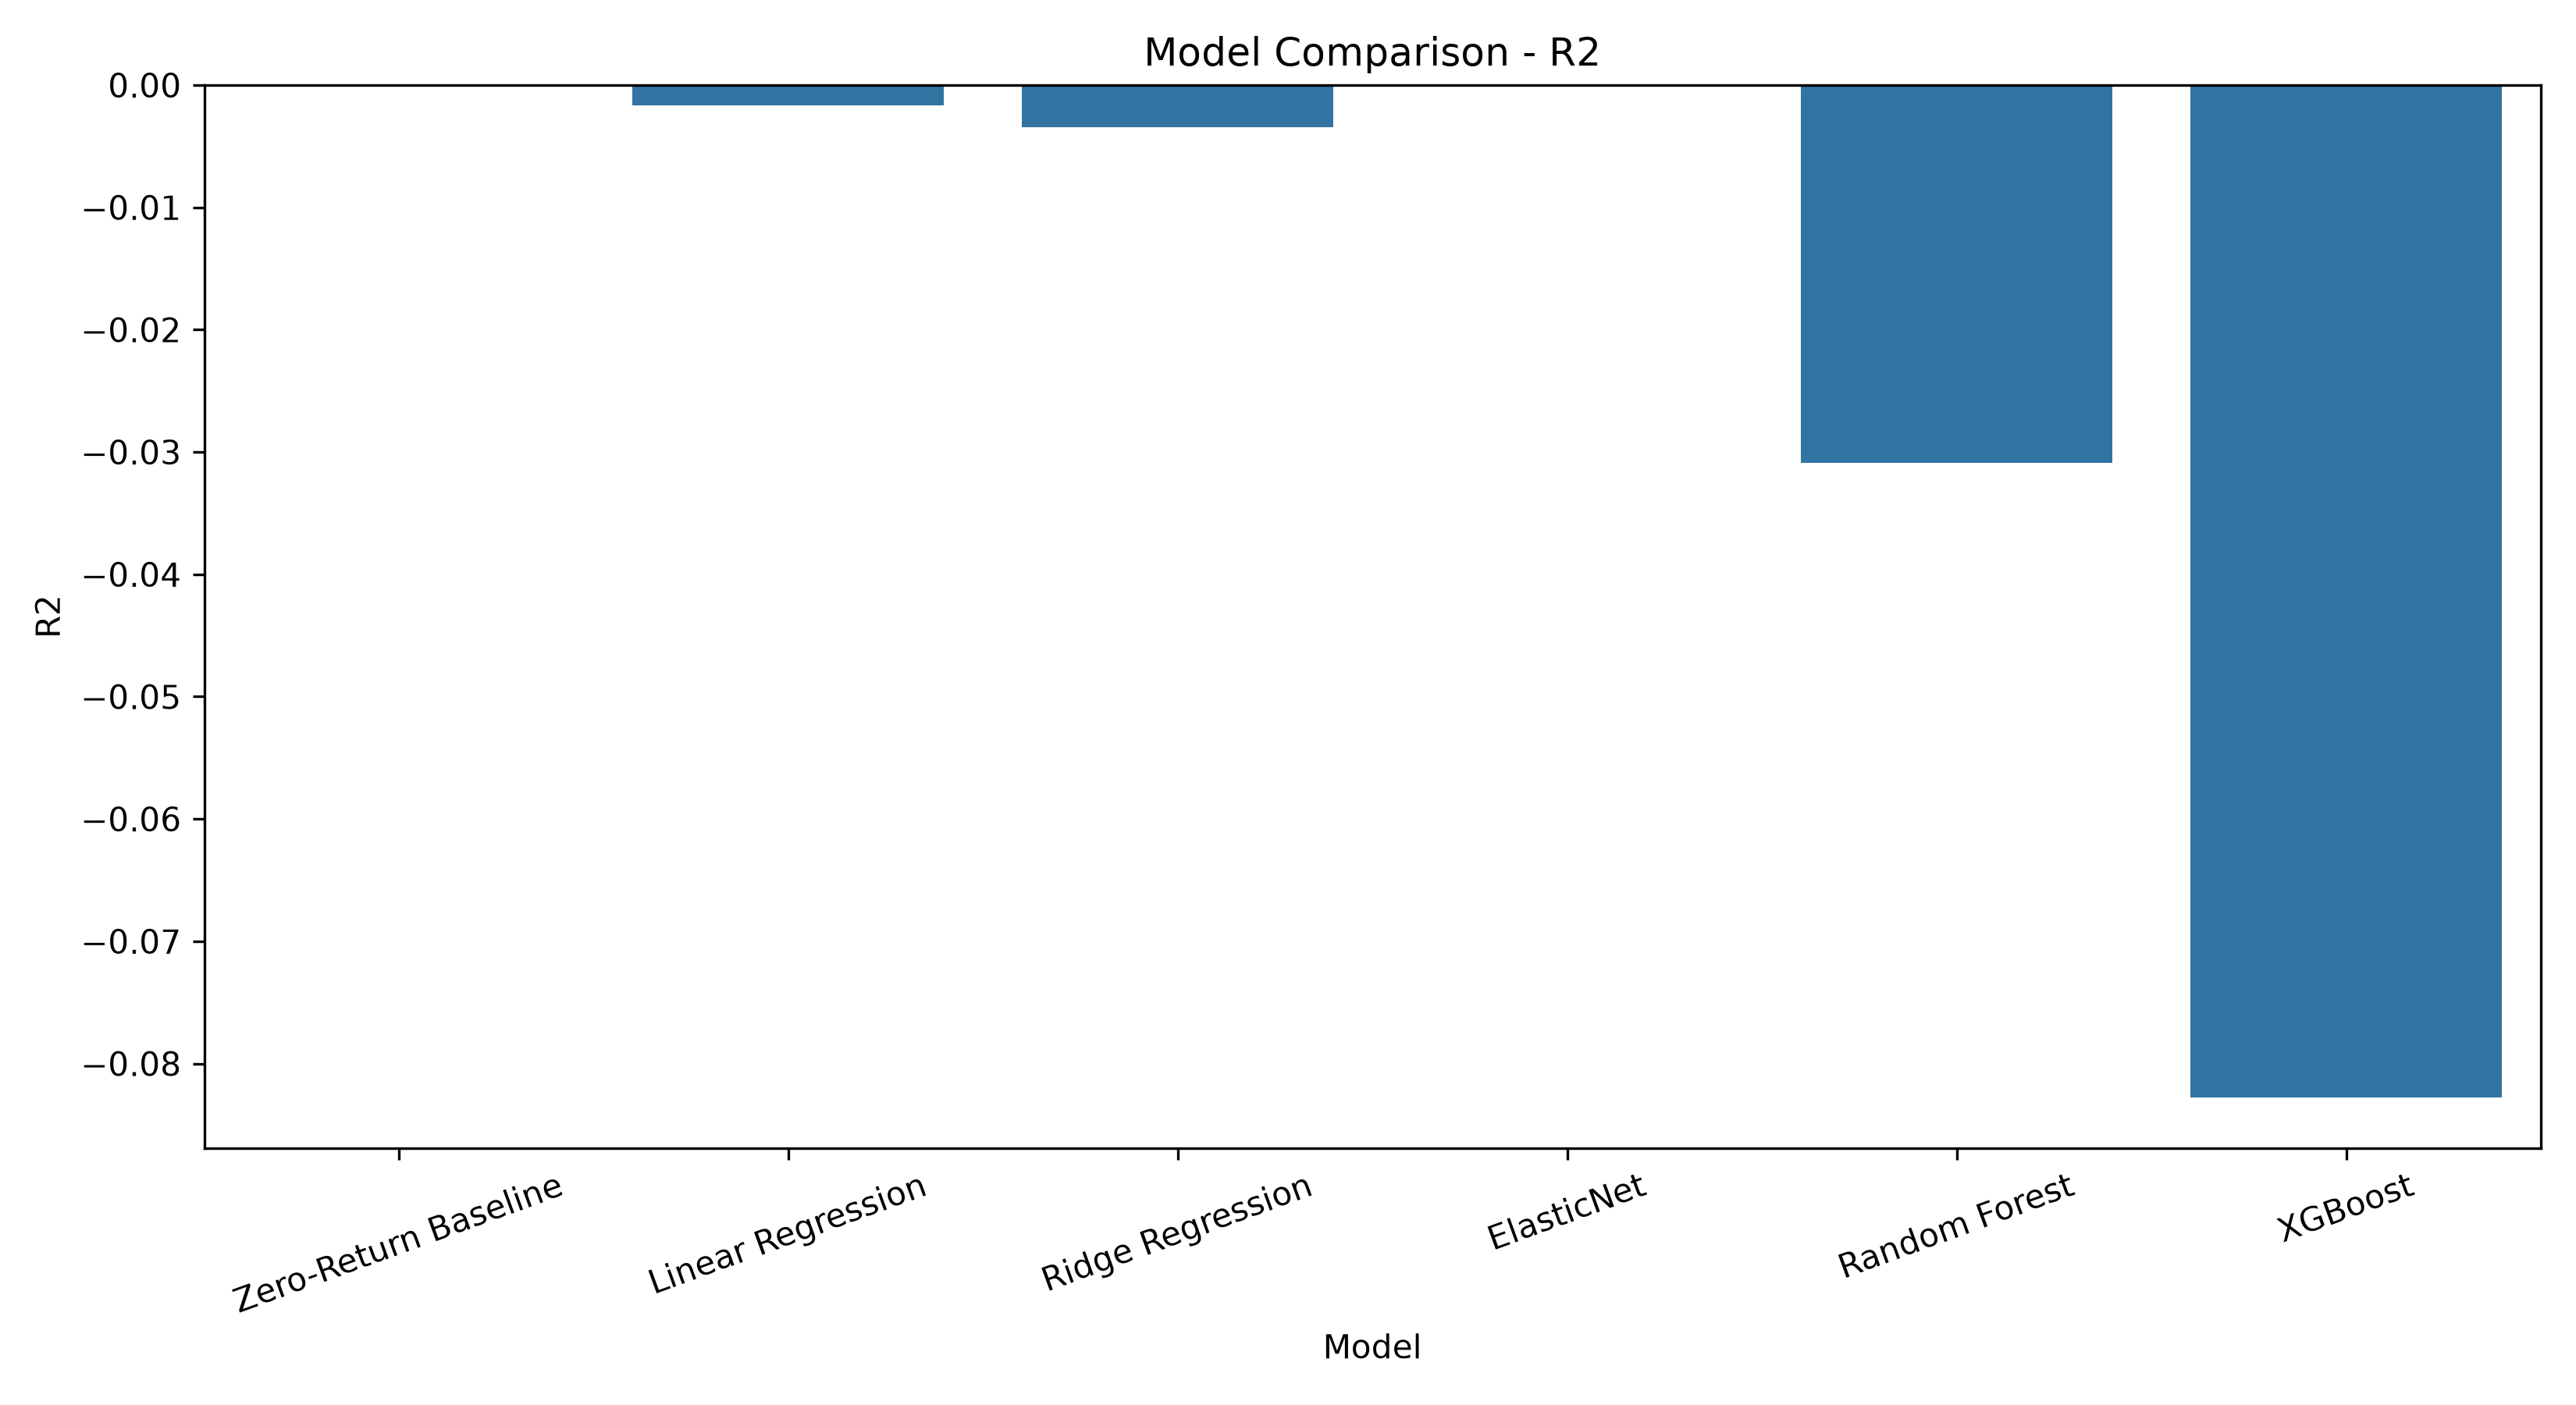 Model Comparison - R2
0.00
−0.01
−0.02
−0.03
−0.04
−0.05
−0.06
−0.07
−0.08
R2
Zero-Return Baseline
Linear Regression
Ridge Regression
ElasticNet
Random Forest
XGBoost
Model